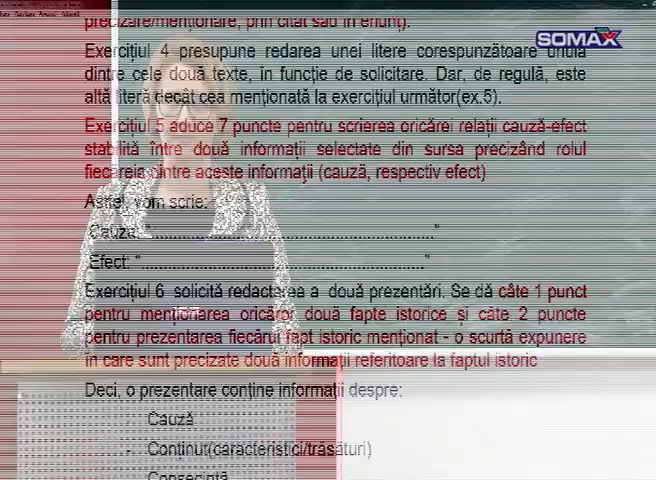 precizare/menționare, prin citat sau în enunț).
SOMAX
Exercițiul 4 presupune redarea unei litere corespunzătoare
dintre cele două texte, în funcție de solicitare. Dar, de regulă, este
altă literă decât cea menționată la exercițiul următor(ex.5).
Exercițiul 5 aduce 7 puncte pentru scrierea oricărei relații cauză-efect
stabilită între două informații selectate din sursa precizând rolul
fiecăreia dintre aceste informații (cauză, respectiv efect)
Astfel, vom scrie:
Cauza: “..................................................”
Efect: “..................................................”
Exercițiul 6 solicită redactarea a două prezentări. Se dă câte 1 punct
pentru menționarea oricăror două fapte istorice și câte 2 puncte
pentru prezentarea fiecărui fapt istoric menționat - o scurtă expunere
în care sunt precizate două informații referitoare la faptul istoric
Deci, o prezentare conține informații despre:
- Cauză
- Conținut(caracteristici/trăsături)
- Consecință